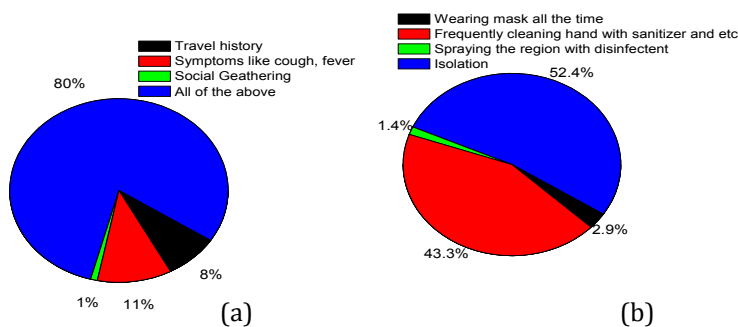 Travel history
Symptoms like cough, fever
Social Geathering
All of the above
80%
8%
11%
1%
(a)
Wearing mask all the time
Frequently cleaning hand with sanitizer and etc
Spraying the region with disinfectent
Isolation
52.4%
1.4%
2.9%
43.3%
(b)